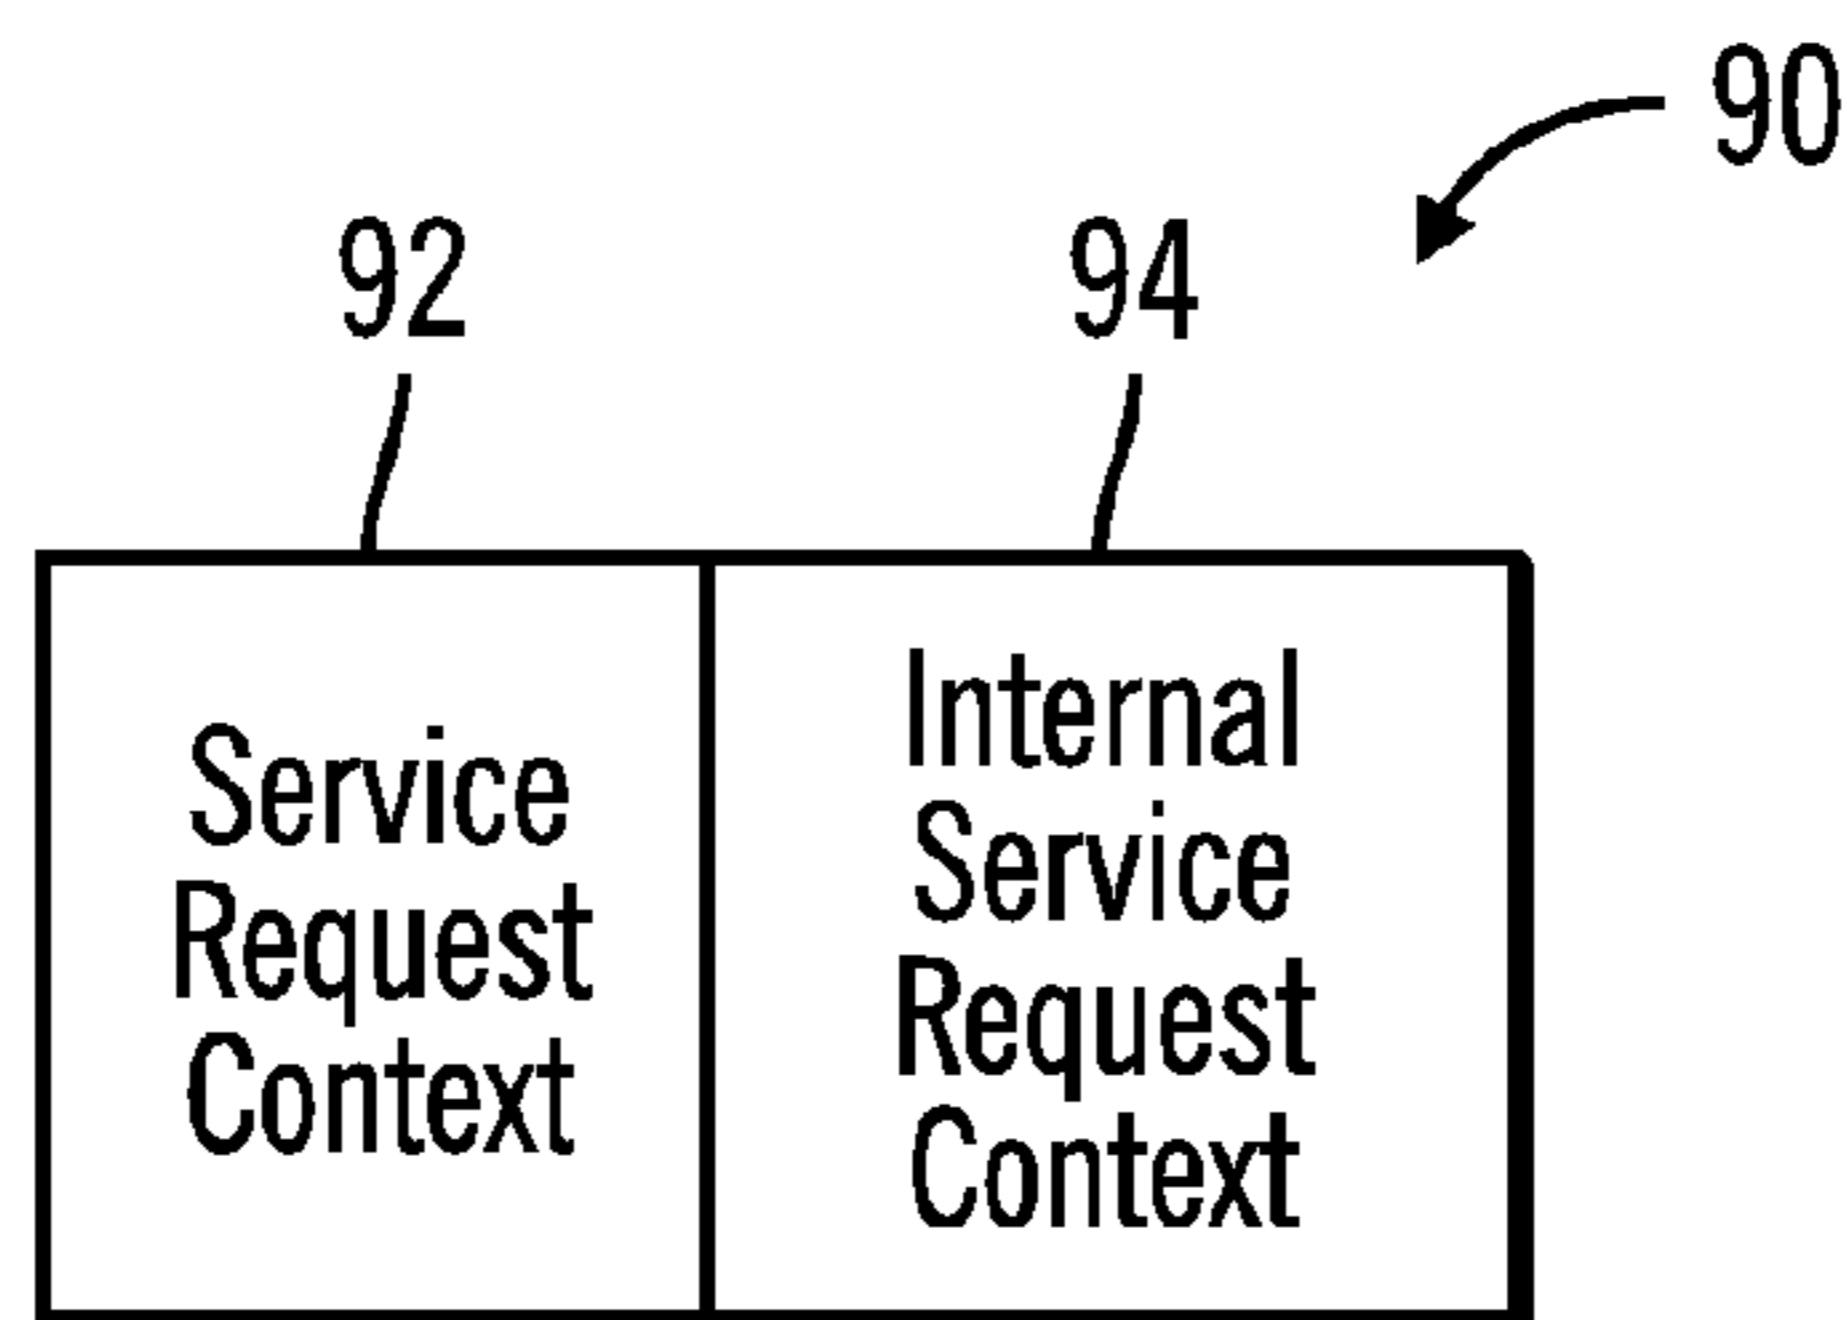 90
92
94
Service
Request
Context
Internal
Service
Request
Context